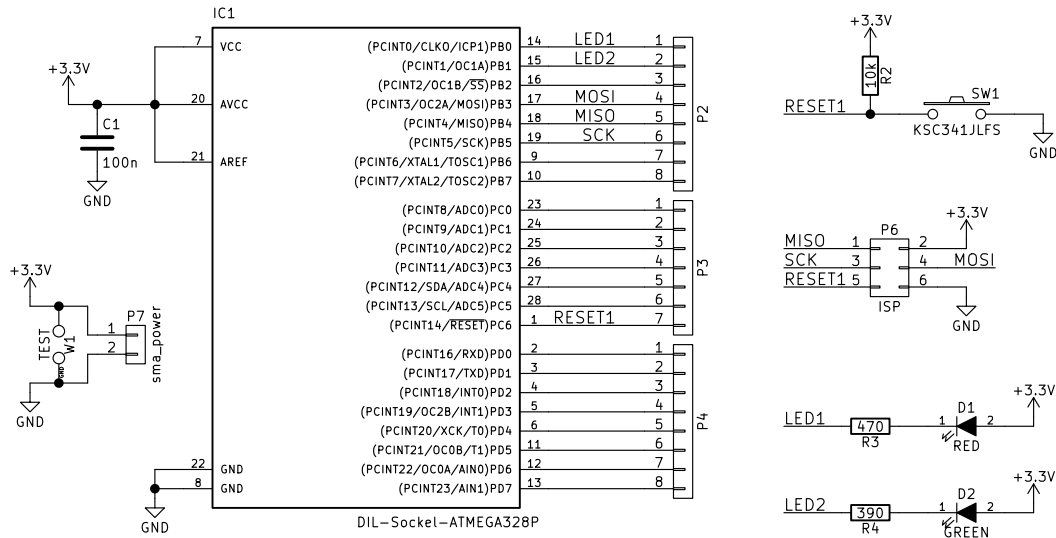 IC1
7 VCC
20 AVCC
21 AREF
22 GND
8 GND
+3.3V
C1
100n
GND
(PCINT0/CLKO/ICP1)PB0 14 LED1 1
(PCINT1/OC1A)PB1 15 LED2 2
(PCINT2/OC1B/SS)PB2 16 3
(PCINT3/OC2A/MOSI)PB3 17 MOSI 4
(PCINT4/MISO)PB4 18 MISO 5
(PCINT5/SCK)PB5 19 SCK 6
(PCINT6/XTAL1/TOSC1)PB6 9 7
(PCINT7/XTAL2/TOSC2)PB7 10 8
P2
(PCINT8/ADC0)PC0 23 1
(PCINT9/ADC1)PC1 24 2
(PCINT10/ADC2)PC2 25 3
(PCINT11/ADC3)PC3 26 4
(PCINT12/SDA/ADC4)PC4 27 5
(PCINT13/SCL/ADC5)PC5 28 6
(PCINT14/RESET)PC6 1 RESET1 7
P3
(PCINT16/RXD)PD0 2 1
(PCINT17/TXD)PD1 3 2
(PCINT18/INT0)PD2 4 3
(PCINT19/OC2B/INT1)PD3 5 4
(PCINT20/XCK/T0)PD4 6 5
(PCINT21/OC0B/T1)PD5 11 6
(PCINT22/OC0A/AIN0)PD6 12 7
(PCINT23/AIN1)PD7 13 8
P4
DIL-Sockel-ATMEGA328P
GND
+3.3V
TEST
W1
GND
P7
1
2
sma_power
GND
+3.3V
10k
R2
RESET1
SW1
KSC341JLFS
GND
P6
+3.3V
MISO 1 2
SCK 3 4 MOSI
RESET1 5 6
ISP
GND
+3.3V
LED1 470 1 D1 2
R3 RED
+3.3V
LED2 390 1 D2 2
R4 GREEN